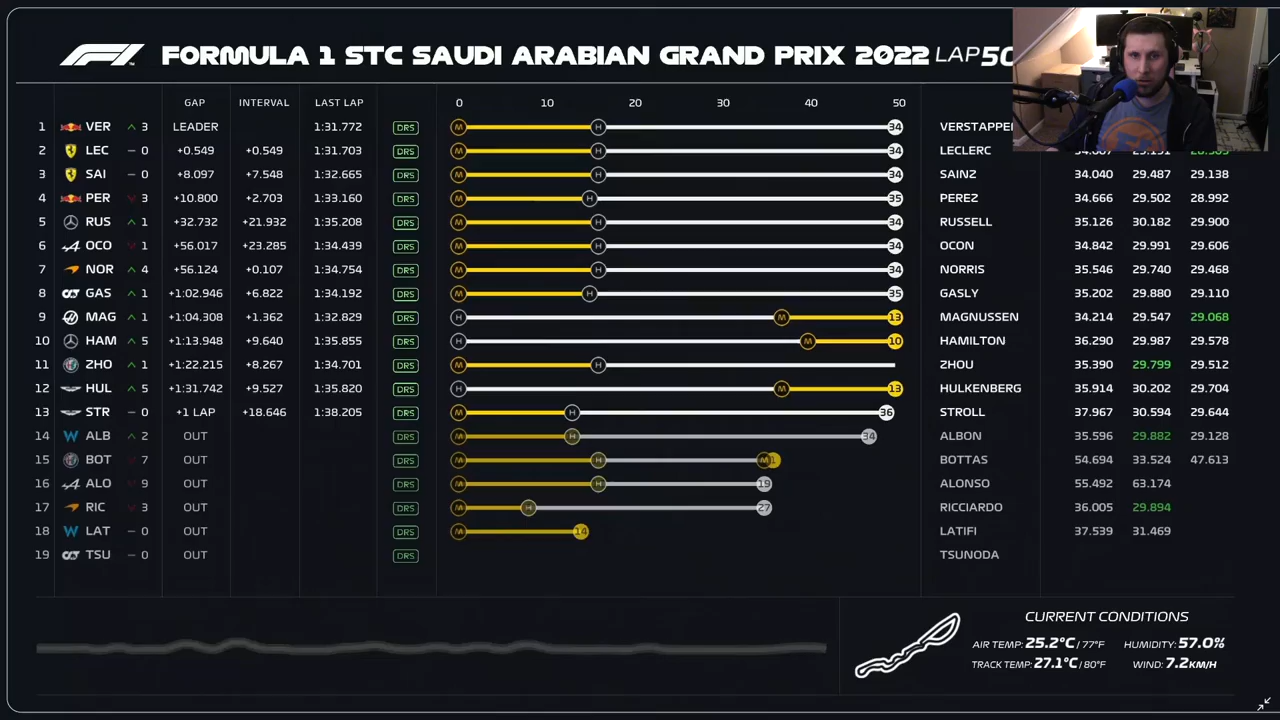 F1 FORMULA 1 STC SAUDI ARABIAN GRAND PRIX 2022 LAP 50
GAP INTERVAL LAST LAP 0 10 20 30 40 50
1 VER 3 LEADER 1:31.772 DRS M H 34 VERSTAPPEN
2 LEC – 0 +0.549 +0.549 1:31.703 DRS M H 34 LECLERC
3 SAI – 0 +8.097 +7.548 1:32.665 DRS M H 34 SAINZ 34.040 29.487 29.138
4 PER 3 +10.800 +2.703 1:33.160 DRS M H 35 PEREZ 34.666 29.502 28.992
5 RUS 1 +32.732 +21.932 1:35.208 DRS M H 34 RUSSELL 35.126 30.182 29.900
6 OCO 1 +56.017 +23.285 1:34.439 DRS M H 34 OCON 34.842 29.991 29.606
7 NOR 4 +56.124 +0.107 1:34.754 DRS M H 34 NORRIS 35.546 29.740 29.468
8 GAS 1 +1:02.946 +6.822 1:34.192 DRS M H 35 GASLY 35.202 29.880 29.110
9 MAG 1 +1:04.308 +1.362 1:32.829 DRS H M 13 MAGNUSSEN 34.214 29.547 29.068
10 HAM 5 +1:13.948 +9.640 1:35.855 DRS H M 10 HAMILTON 36.290 29.987 29.578
11 ZHO 1 +1:22.215 +8.267 1:34.701 DRS M H ZHOU 35.390 29.799 29.512
12 HUL 5 +1:31.742 +9.527 1:35.820 DRS H M 13 HULKENBERG 35.914 30.202 29.704
13 STR – 0 +1 LAP +18.646 1:38.205 DRS M H 36 STROLL 37.967 30.594 29.644
14 ALB 2 OUT DRS M H 34 ALBON 35.596 29.882 29.128
15 BOT 7 OUT DRS M H M 1 BOTTAS 54.694 33.524 47.613
16 ALO 9 OUT DRS M H 19 ALONSO 55.492 63.174
17 RIC 3 OUT DRS M H 27 RICCIARDO 36.005 29.894
18 LAT – 0 OUT DRS M 14 LATIFI 37.539 31.469
19 TSU – 0 OUT DRS TSUNODA
CURRENT CONDITIONS
AIR TEMP: 25.2°C / 77°F HUMIDITY: 57.0%
TRACK TEMP: 27.1°C / 80°F WIND: 7.2KM/H